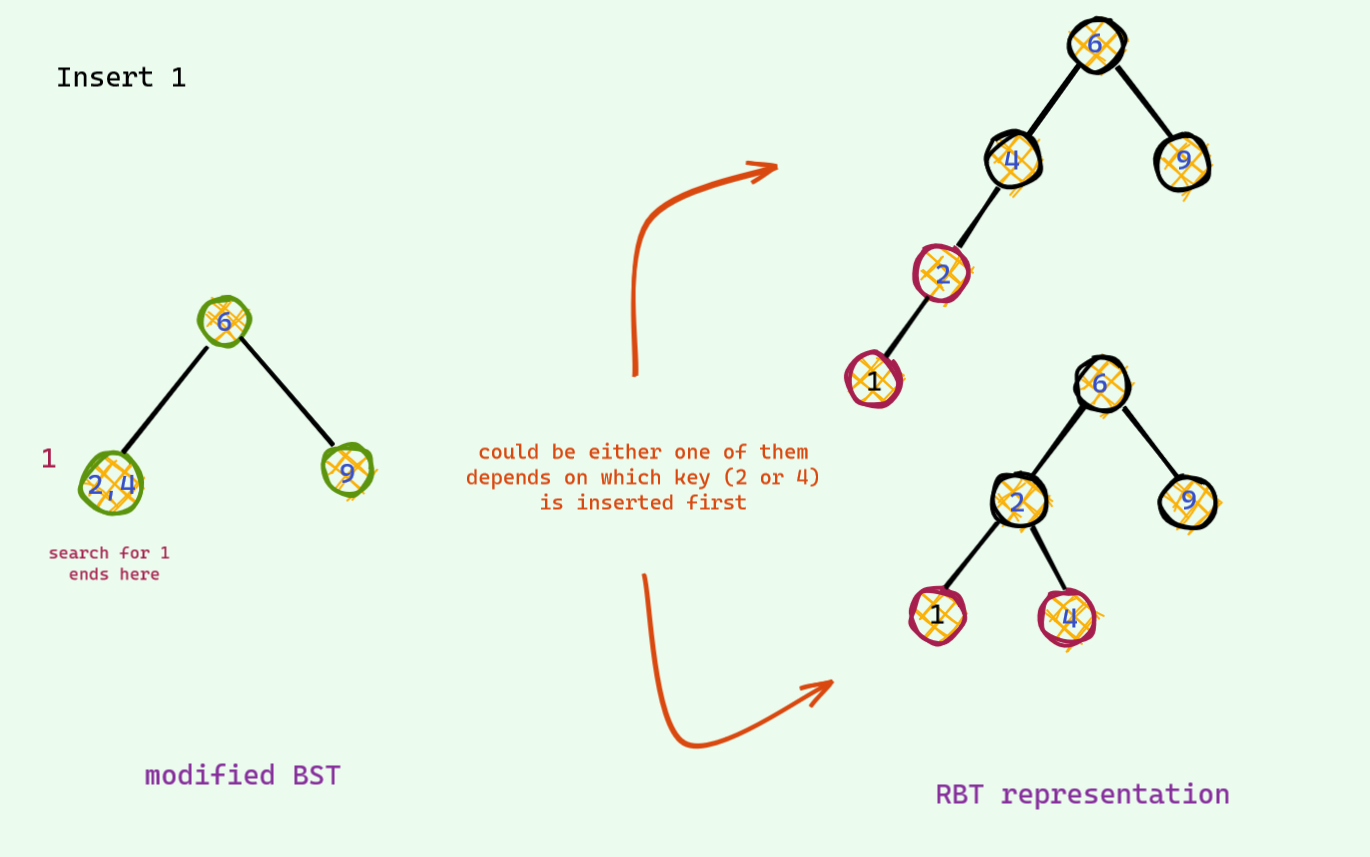 Insert 1
6
2,4
9
1
search for 1
ends here
modified BST
could be either one of them
depends on which key (2 or 4)
is inserted first
6
4
9
2
1
6
2
9
1
4
RBT representation